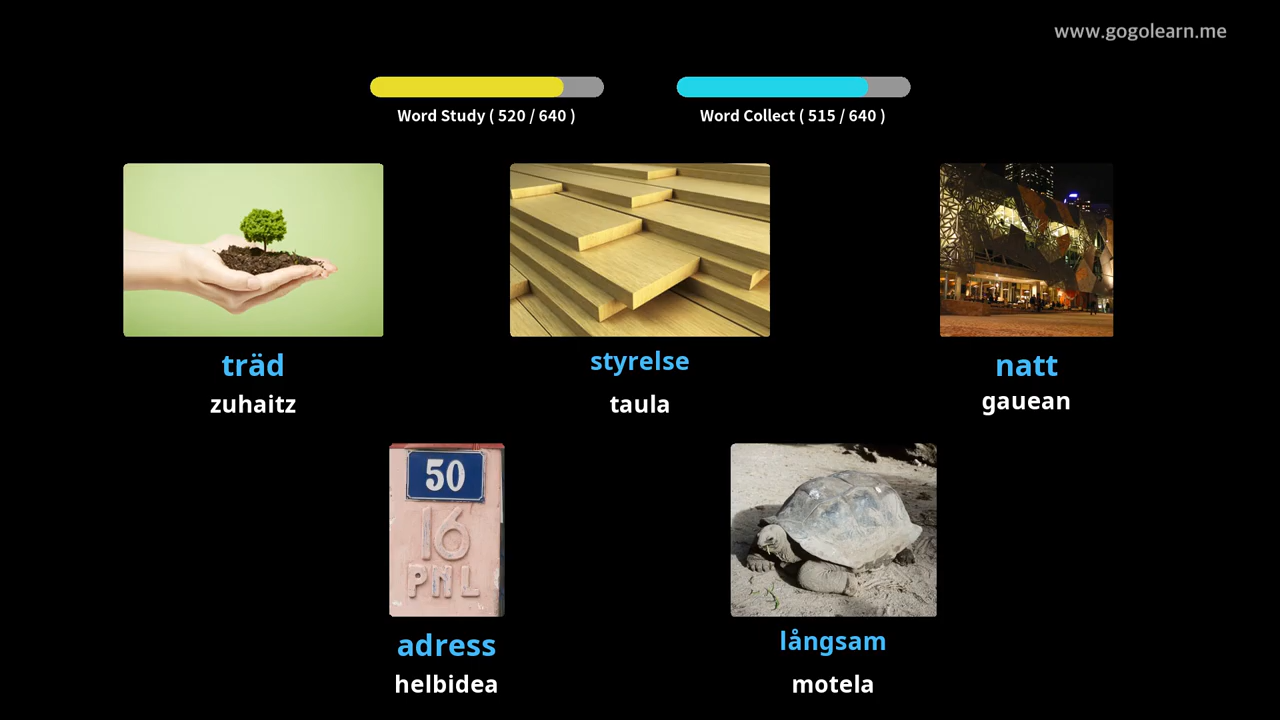 www.gogolearn.me
Word Study ( 520 / 640 )
Word Collect ( 515 / 640 )
träd
zuhaitz
styrelse
taula
natt
gauean
50
16
PNL
adress
helbidea
långsam
motela